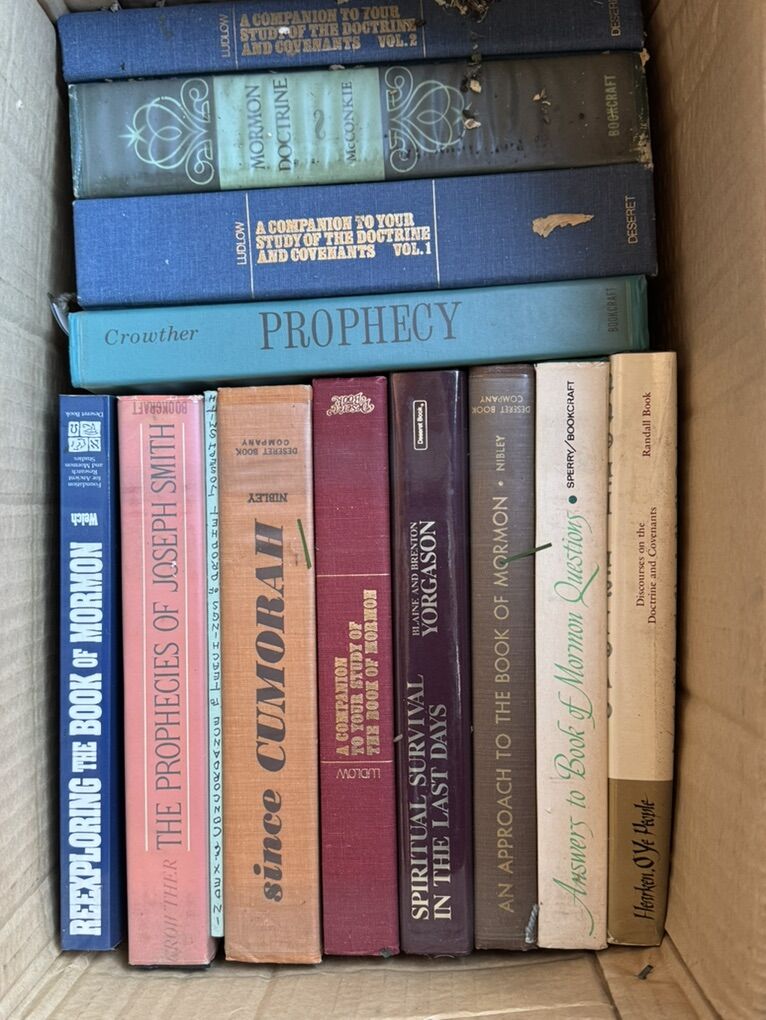 LUDLOW
A COMPANION TO YOUR
STUDY OF THE DOCTRINE
AND COVENANTS VOL. 2
DESERET
MORMON
DOCTRINE
McCONKIE
BOOKCRAFT
LUDLOW
A COMPANION TO YOUR
STUDY OF THE DOCTRINE
AND COVENANTS VOL. 1
DESERET
Crowther
PROPHECY
BOOKCRAFT
Deseret Book
Foundation
for Ancient
Research
and Mormon
Studies
Welch
REEXPLORING THE BOOK OF MORMON
BOOKCRAFT
THE PROPHECIES OF JOSEPH SMITH
CROWTHER
DESERET BOOK
COMPANY
NIBLEY
since CUMORAH
Deseret
Book
A COMPANION
TO YOUR STUDY OF
THE BOOK OF MORMON
LUDLOW
Deseret Book
BLAINE AND BRENTON
YORGASON
SPIRITUAL SURVIVAL
IN THE LAST DAYS
DESERET BOOK
COMPANY
AN APPROACH TO THE BOOK OF MORMON • NIBLEY
Answers to Book of Mormon Questions • SPERRY/BOOKCRAFT
Randall Book
Discourses on the
Doctrine and Covenants
Hearken, O Ye People